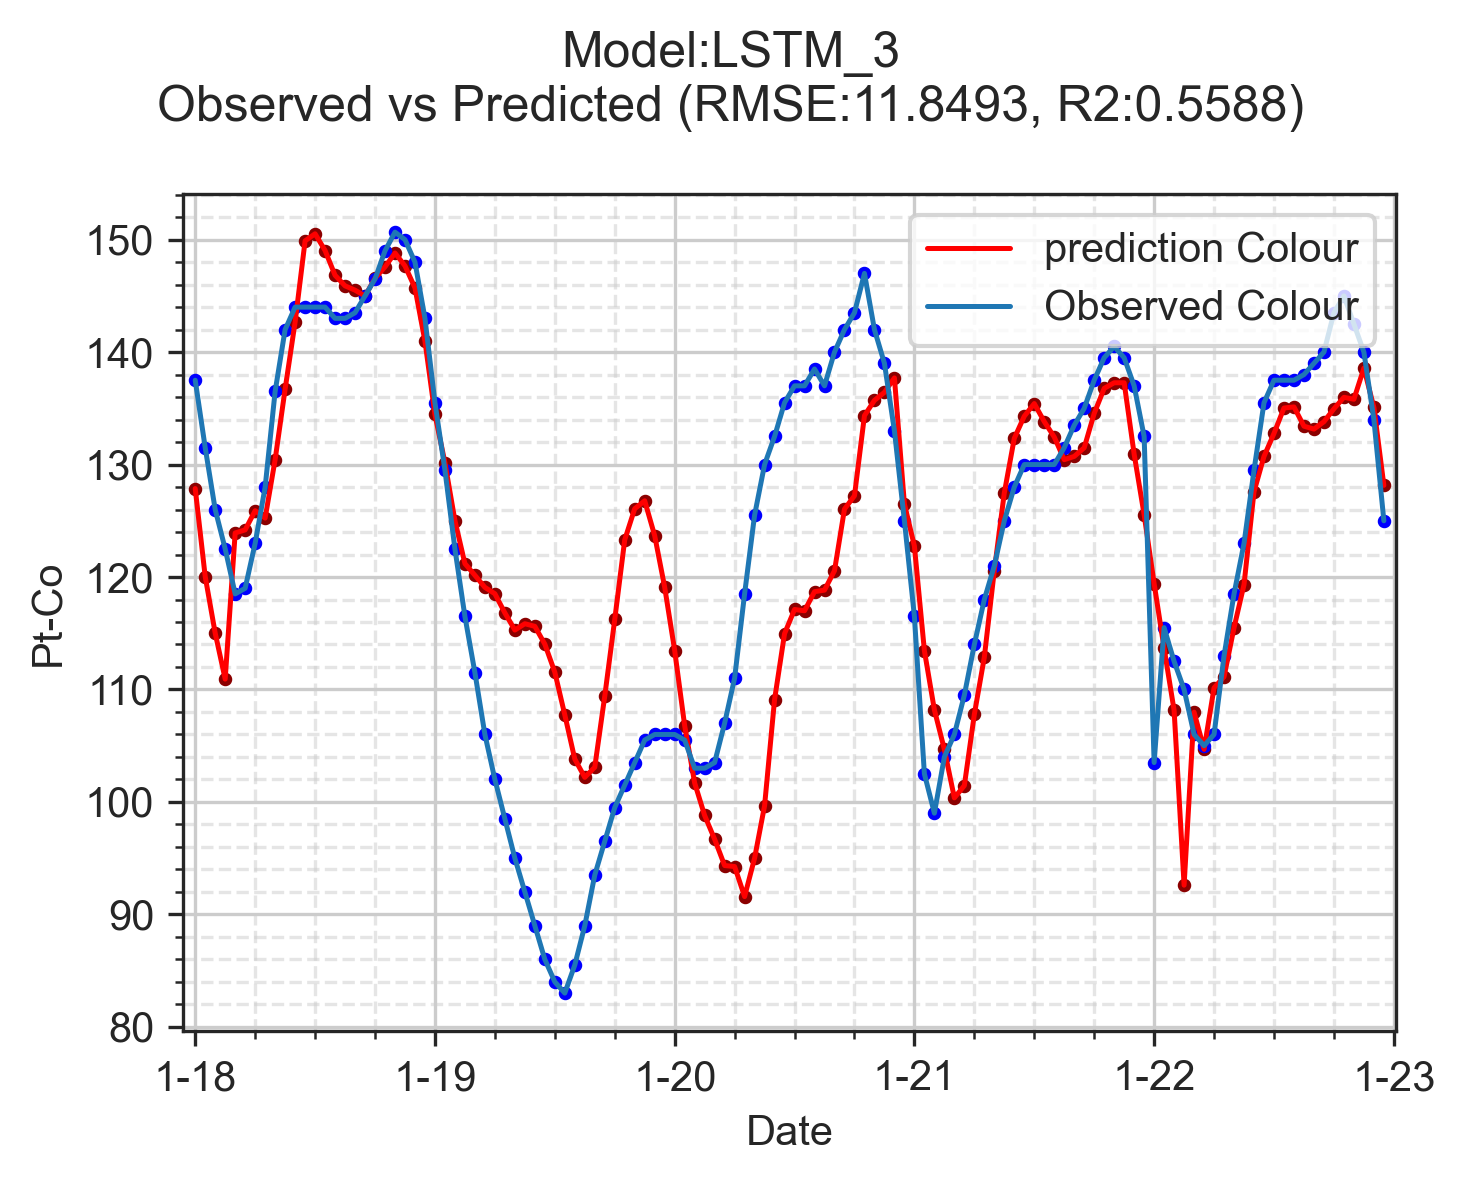 Model:LSTM_3
Observed vs Predicted (RMSE:11.8493, R2:0.5588)
prediction Colour
Observed Colour
150
140
130
120
110
100
90
80
Pt-Co
1-18
1-19
1-20
1-21
1-22
1-23
Date